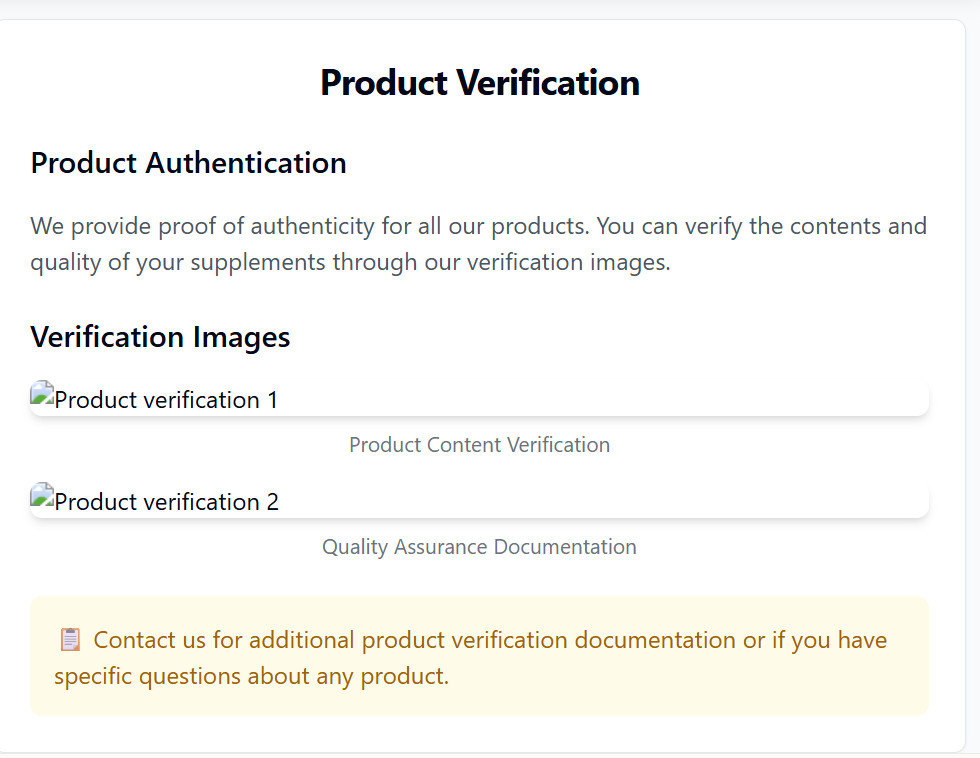 Product Verification
Product Authentication
We provide proof of authenticity for all our products. You can verify the contents and
quality of your supplements through our verification images.
Verification Images
Product verification 1
Product Content Verification
Product verification 2
Quality Assurance Documentation
📋 Contact us for additional product verification documentation or if you have
specific questions about any product.